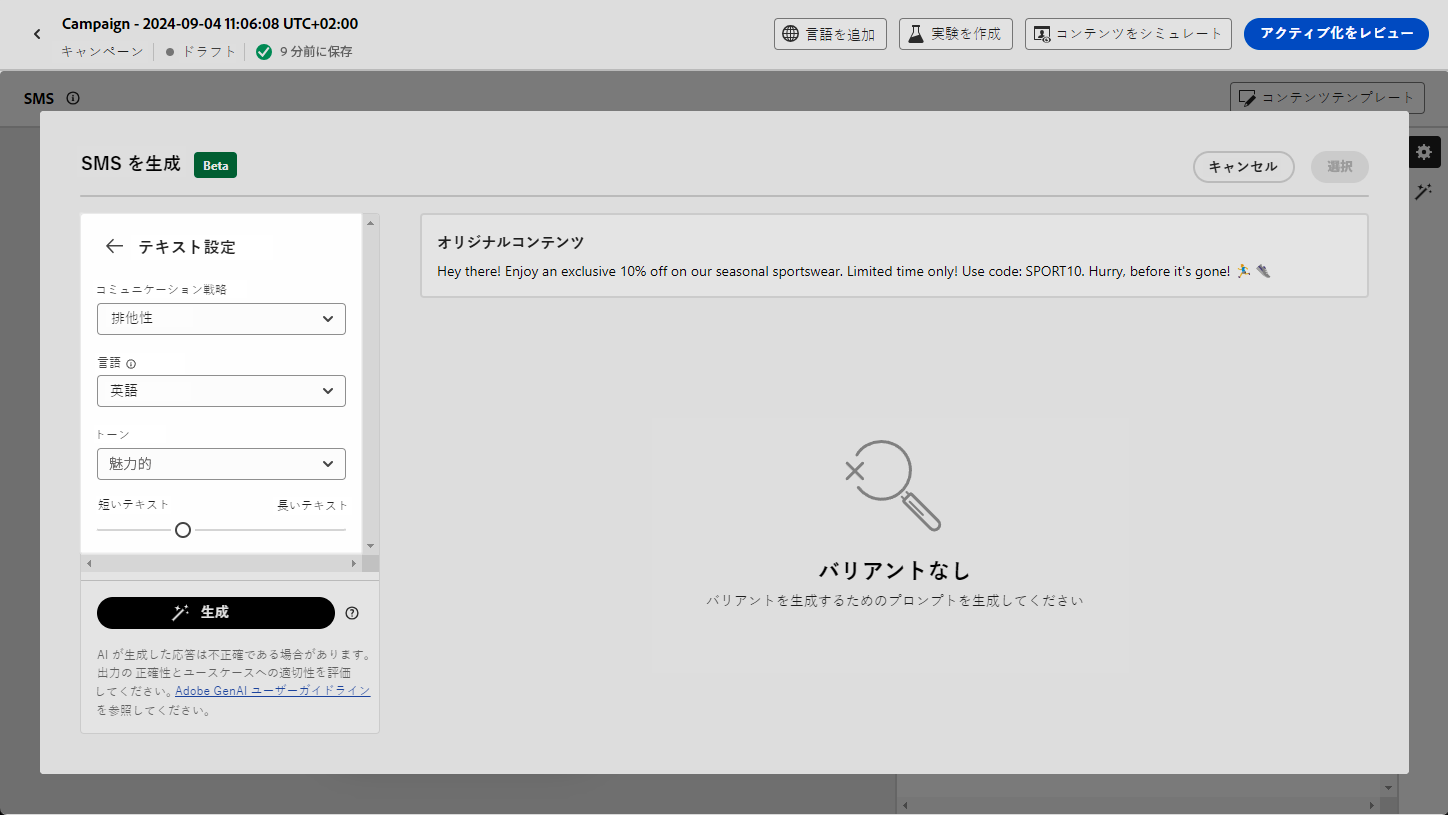 Campaign - 2024-09-04 11:06:08 UTC+02:00
キャンペーン ドラフト 9 分前に保存
言語を追加 実験を作成 コンテンツをシミュレート アクティブ化をレビュー
SMS
コンテンツテンプレート
SMS を生成 Beta
キャンセル 選択
テキスト設定
コミュニケーション戦略
排他性
言語
英語
トーン
魅力的
短いテキスト 長いテキスト
生成
AI が生成した応答は不正確である場合があります。
出力の 正確性とユースケースへの適切性を評価
してください。Adobe GenAI ユーザーガイドライン
を参照してください。
オリジナルコンテンツ
Hey there! Enjoy an exclusive 10% off on our seasonal sportswear. Limited time only! Use code: SPORT10. Hurry, before it's gone! 🏃 👟
バリアントなし
バリアントを生成するためのプロンプトを生成してください